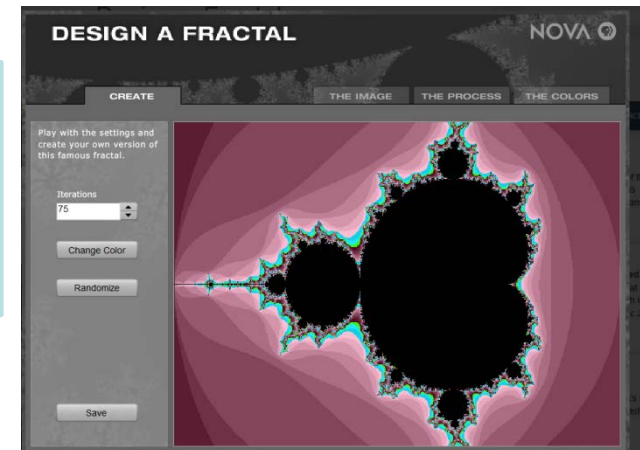 DESIGN A FRACTAL
NOVA
CREATE
THE IMAGE
THE PROCESS
THE COLORS
Play with the settings and
create your own version of
this famous fractal.
Iterations
75
Change Color
Randomize
Save